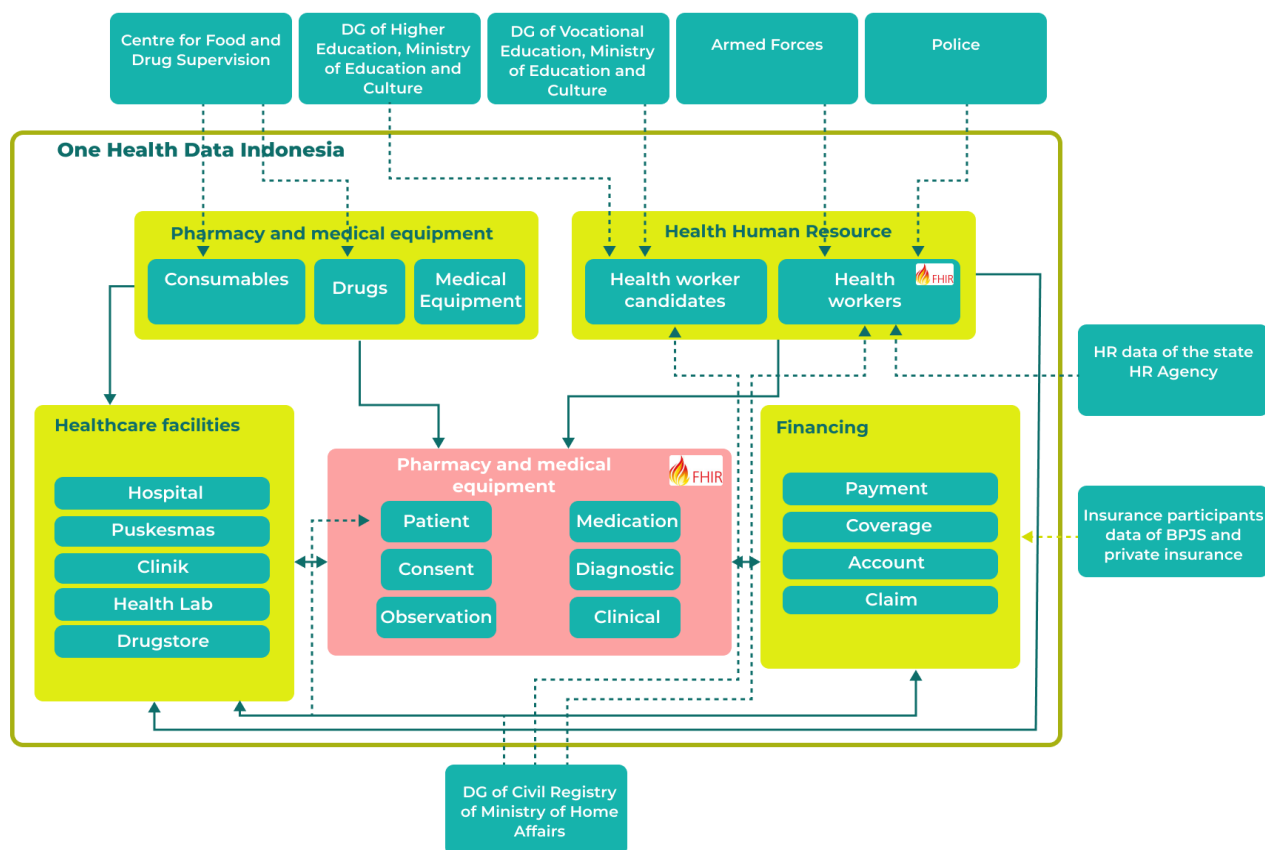 Centre for Food and
Drug Supervision
DG of Higher
Education, Ministry
of Education and
Culture
DG of Vocational
Education, Ministry
of Education and
Culture
Armed Forces
Police
One Health Data Indonesia
Pharmacy and medical equipment
Consumables
Drugs
Medical
Equipment
Health Human Resource
Health worker
candidates
Health
workers
FHIR
HR data of the state
HR Agency
Healthcare facilities
Hospital
Puskesmas
Clinik
Health Lab
Drugstore
Pharmacy and medical
equipment
FHIR
Patient
Consent
Observation
Medication
Diagnostic
Clinical
Financing
Payment
Coverage
Account
Claim
Insurance participants
data of BPJS and
private insurance
DG of Civil Registry
of Ministry of Home
Affairs